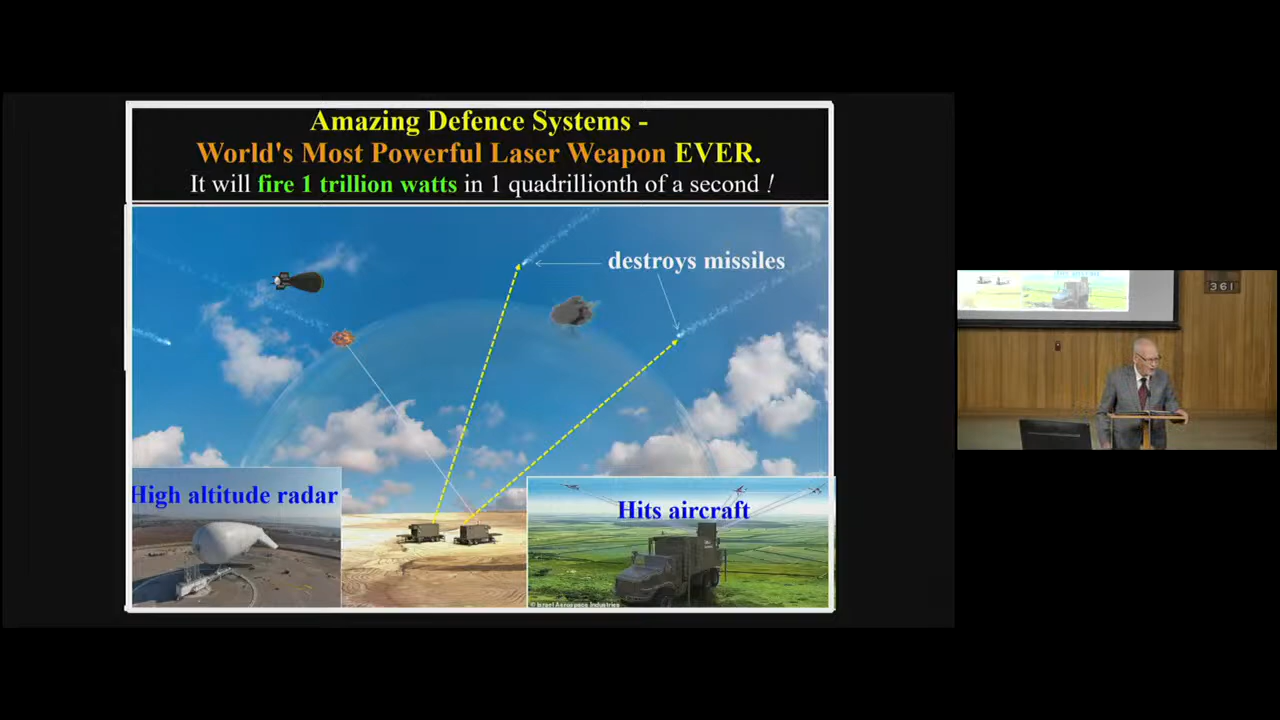 Amazing Defence Systems -
World's Most Powerful Laser Weapon EVER.
It will fire 1 trillion watts in 1 quadrillionth of a second !
destroys missiles
High altitude radar
Hits aircraft
© Israel Aerospace Industries
361